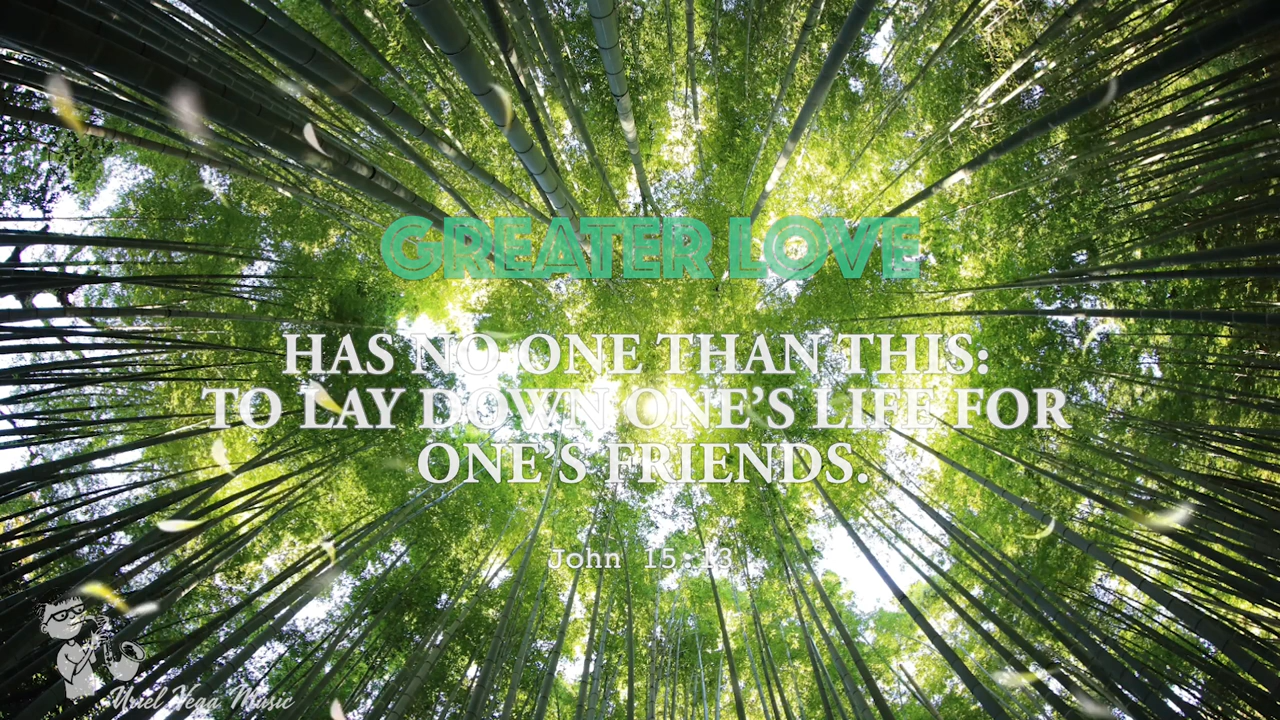 GREATER LOVE
HAS NO ONE THAN THIS:
TO LAY DOWN ONE’S LIFE FOR
ONE’S FRIENDS.
John 15:13
Uriel Vega Music